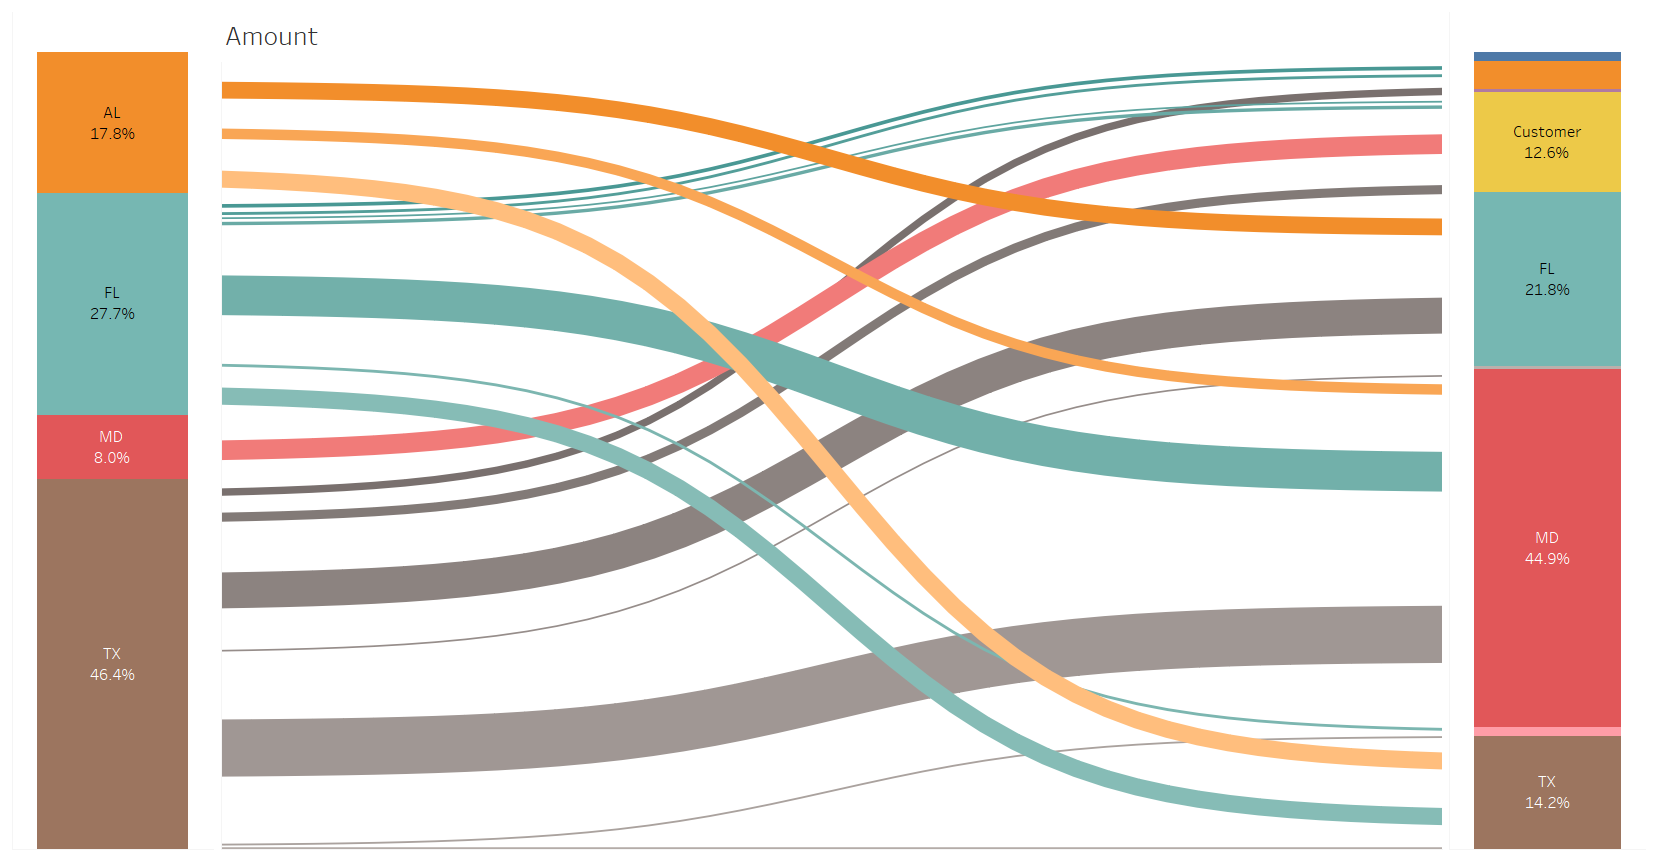 Amount
AL
17.8%
FL
27.7%
MD
8.0%
TX
46.4%
Customer
12.6%
FL
21.8%
MD
44.9%
TX
14.2%